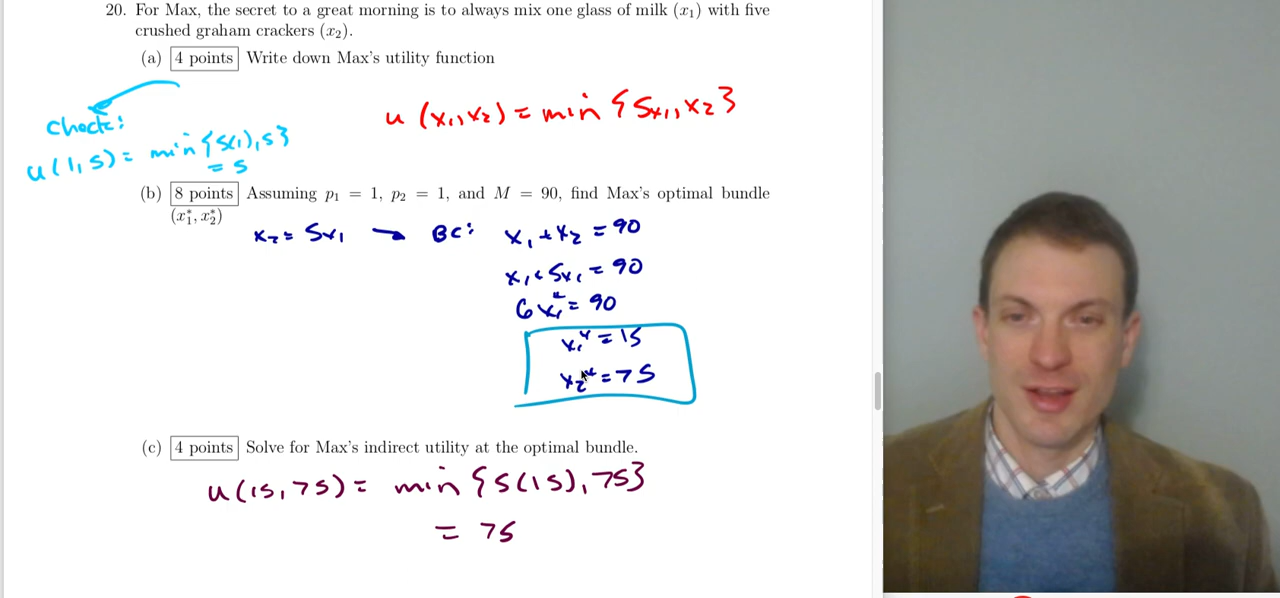 20. For Max, the secret to a great morning is to always mix one glass of milk (x₁) with five
crushed graham crackers (x₂).
(a) 4 points Write down Max's utility function
u(x₁,x₂) = min{5x₁,x₂}
Check:
u(1,5) = min{5(1),5}
= 5
(b) 8 points Assuming p₁ = 1, p₂ = 1, and M = 90, find Max's optimal bundle
(x₁*, x₂*)
x₂ = 5x₁ → BC: x₁ + x₂ = 90
x₁ + 5x₁ = 90
6x₁* = 90
x₁* = 15
x₂* = 75
(c) 4 points Solve for Max's indirect utility at the optimal bundle.
u(15,75) = min{5(15),75}
= 75